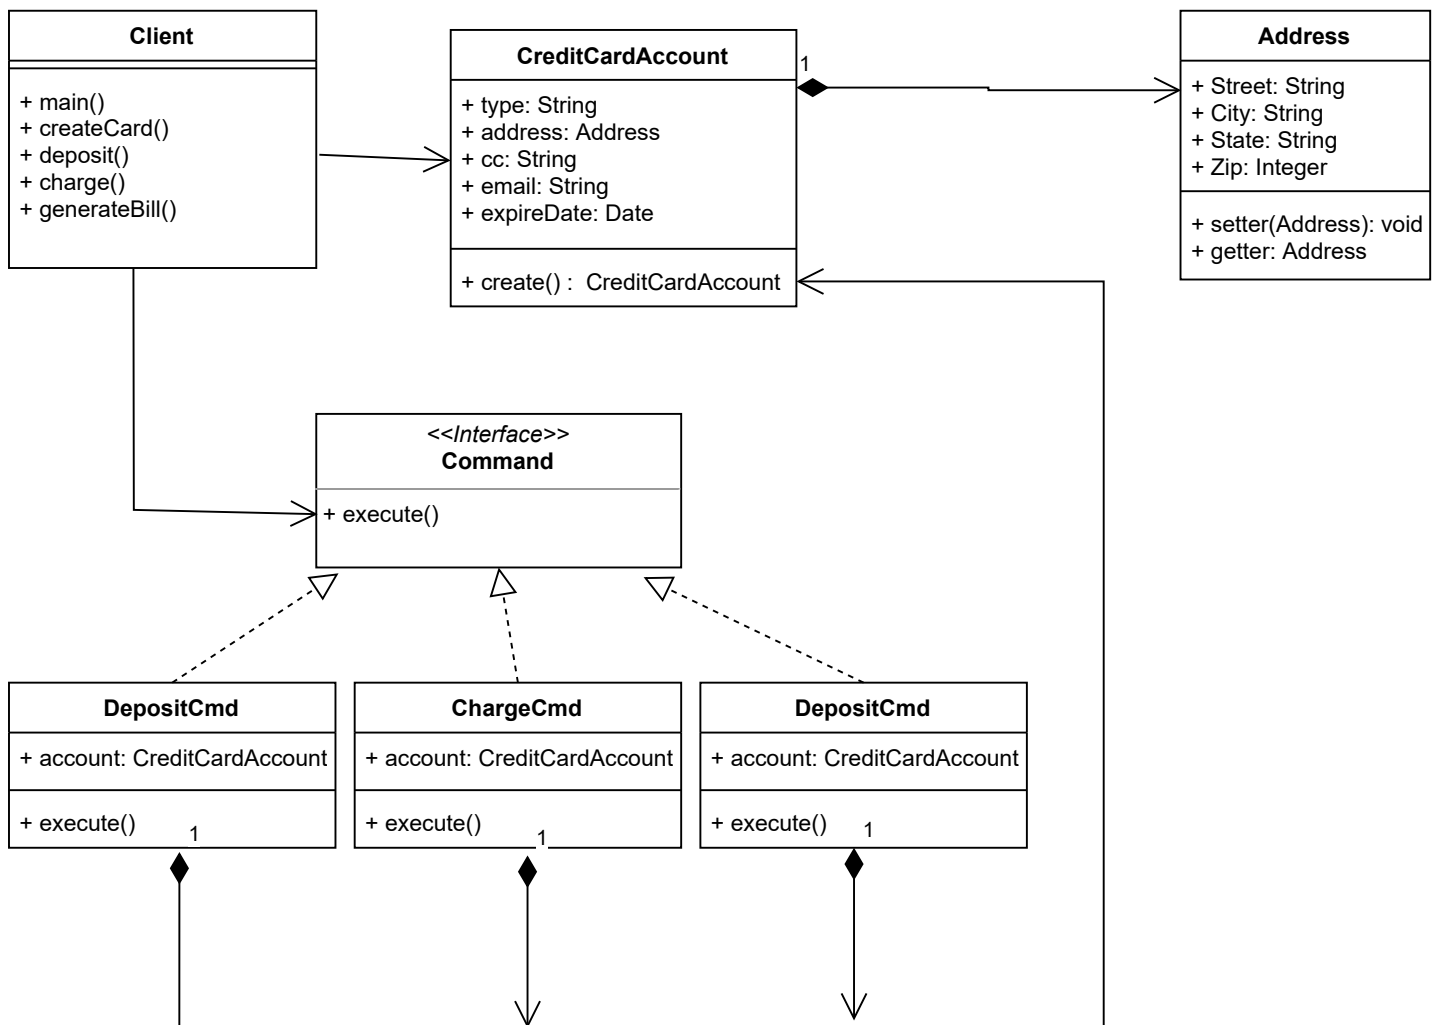 Client
+ main()
+ createCard()
+ deposit()
+ charge()
+ generateBill()
CreditCardAccount
+ type: String
+ address: Address
+ cc: String
+ email: String
+ expireDate: Date
+ create() :  CreditCardAccount
1
Address
+ Street: String
+ City: String
+ State: String
+ Zip: Integer
+ setter(Address): void
+ getter: Address
<<Interface>>
Command
+ execute()
DepositCmd
+ account: CreditCardAccount
+ execute()
1
ChargeCmd
+ account: CreditCardAccount
+ execute()
1
DepositCmd
+ account: CreditCardAccount
+ execute()
1